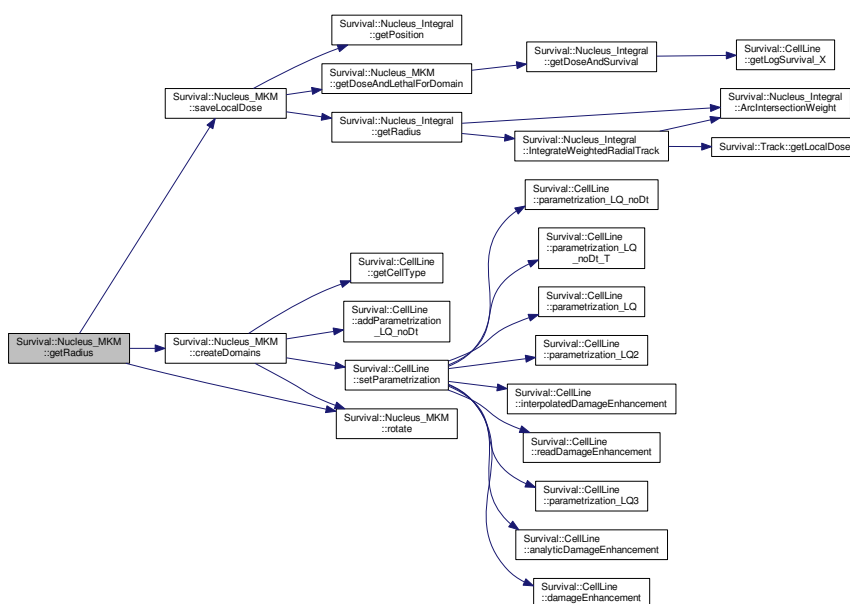 Survival::Nucleus_Integral
::getPosition
Survival::Nucleus_Integral
::getDoseAndSurvival
Survival::CellLine
::getLogSurvival_X
Survival::Nucleus_MKM
::getDoseAndLethalForDomain
Survival::Nucleus_MKM
::saveLocalDose
Survival::Nucleus_Integral
::getRadius
Survival::Nucleus_Integral
::ArcIntersectionWeight
Survival::Nucleus_Integral
::IntegrateWeightedRadialTrack
Survival::Track::getLocalDose
Survival::CellLine
::parametrization_LQ_noDt
Survival::CellLine
::parametrization_LQ
_noDt_T
Survival::CellLine
::getCellType
Survival::CellLine
::parametrization_LQ
Survival::CellLine
::addParametrization
_LQ_noDt
Survival::Nucleus_MKM
::getRadius
Survival::Nucleus_MKM
::createDomains
Survival::CellLine
::parametrization_LQ2
Survival::CellLine
::setParametrization
Survival::CellLine
::interpolatedDamageEnhancement
Survival::Nucleus_MKM
::rotate
Survival::CellLine
::readDamageEnhancement
Survival::CellLine
::parametrization_LQ3
Survival::CellLine
::analyticDamageEnhancement
Survival::CellLine
::damageEnhancement